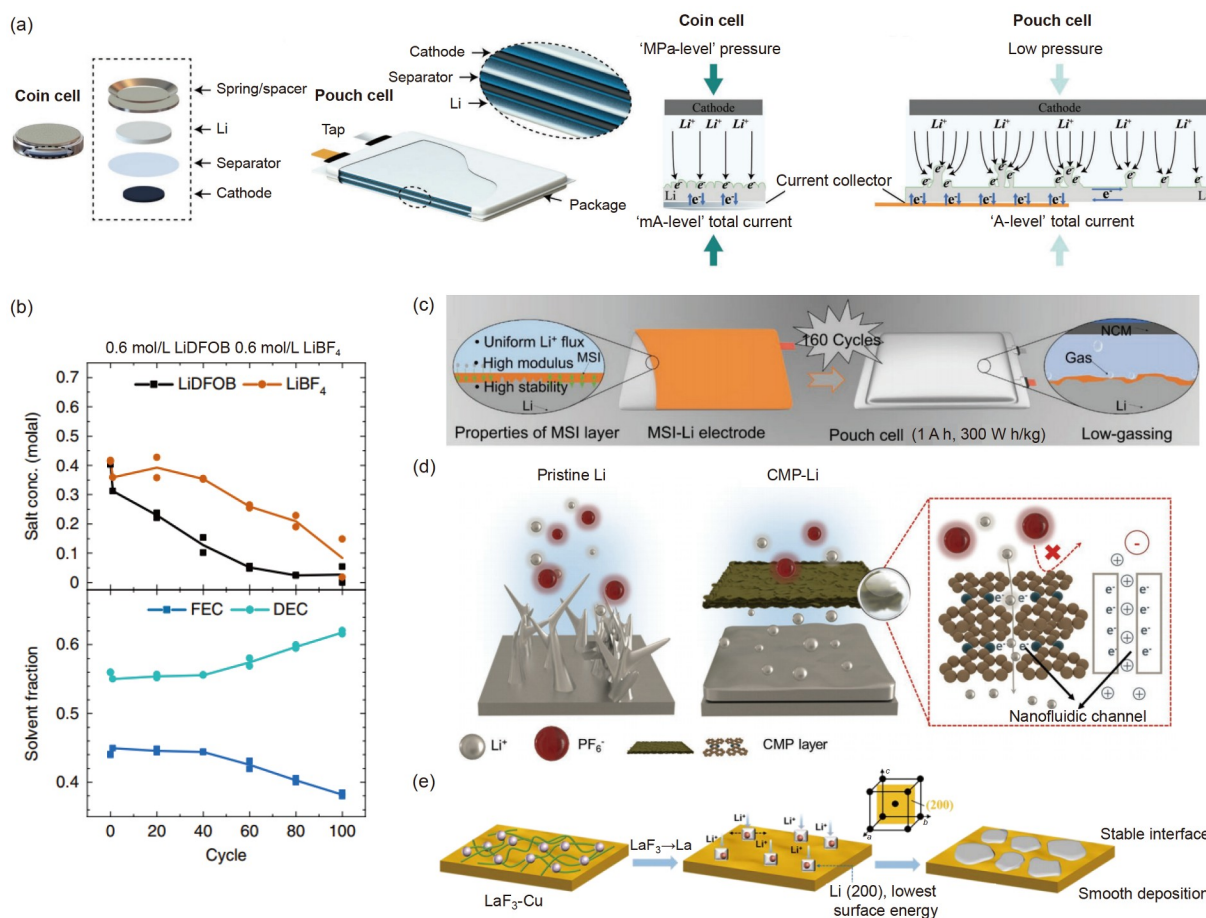 (a)
Coin cell
Spring/spacer
Li
Separator
Cathode
Pouch cell
Cathode
Separator
Li
Tap
Package
Coin cell
'MPa-level' pressure
Cathode
Li⁺ Li⁺ Li⁺
e⁻ e⁻ e⁻ e⁻
Li
e⁻ e⁻
'mA-level' total current
Current collector
Pouch cell
Low pressure
Cathode
Li⁺ Li⁺ Li⁺ Li⁺ Li⁺
e⁻ e⁻ e⁻ e⁻ e⁻ e⁻ e⁻ e⁻
e⁻
L
e⁻ e⁻ e⁻ e⁻ e⁻
'A-level' total current
(b)
0.6 mol/L LiDFOB 0.6 mol/L LiBF₄
LiDFOB LiBF₄
Salt conc. (molal)
0.7
0.6
0.5
0.4
0.3
0.2
0.1
0
FEC DEC
Solvent fraction
0.6
0.5
0.4
0 20 40 60 80 100
Cycle
(c)
• Uniform Li⁺ flux
• High modulus
• High stability
MSI
Li
Properties of MSI layer
MSI-Li electrode
160 Cycles
Pouch cell (1 A h, 300 W h/kg)
NCM
Gas
Li
Low-gassing
(d)
Pristine Li
CMP-Li
Li⁺
PF₆⁻
CMP layer
-
e⁻ e⁻
e⁻ e⁻
e⁻ e⁻
e⁻ e⁻
e⁻ e⁻
Nanofluidic channel
(e)
LaF₃-Cu
LaF₃→La
Li⁺ Li⁺ Li⁺ Li⁺ Li⁺ Li⁺
c
(200)
a
b
Li (200), lowest
surface energy
Stable interface
Smooth deposition